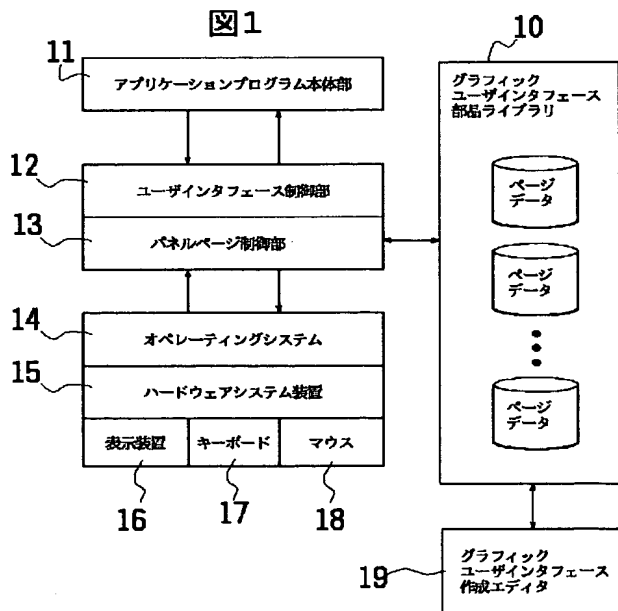 図1
11
アプリケーションプログラム本体部
12
ユーザインタフェース制御部
13
パネルページ制御部
14
オペレーティングシステム
15
ハードウェアシステム装置
表示装置
キーボード
マウス
16
17
18
10
グラフィック
ユーザインタフェース
部品ライブラリ
ページ
データ
ページ
データ
ページ
データ
19
グラフィック
ユーザインタフェース
作成エディタ